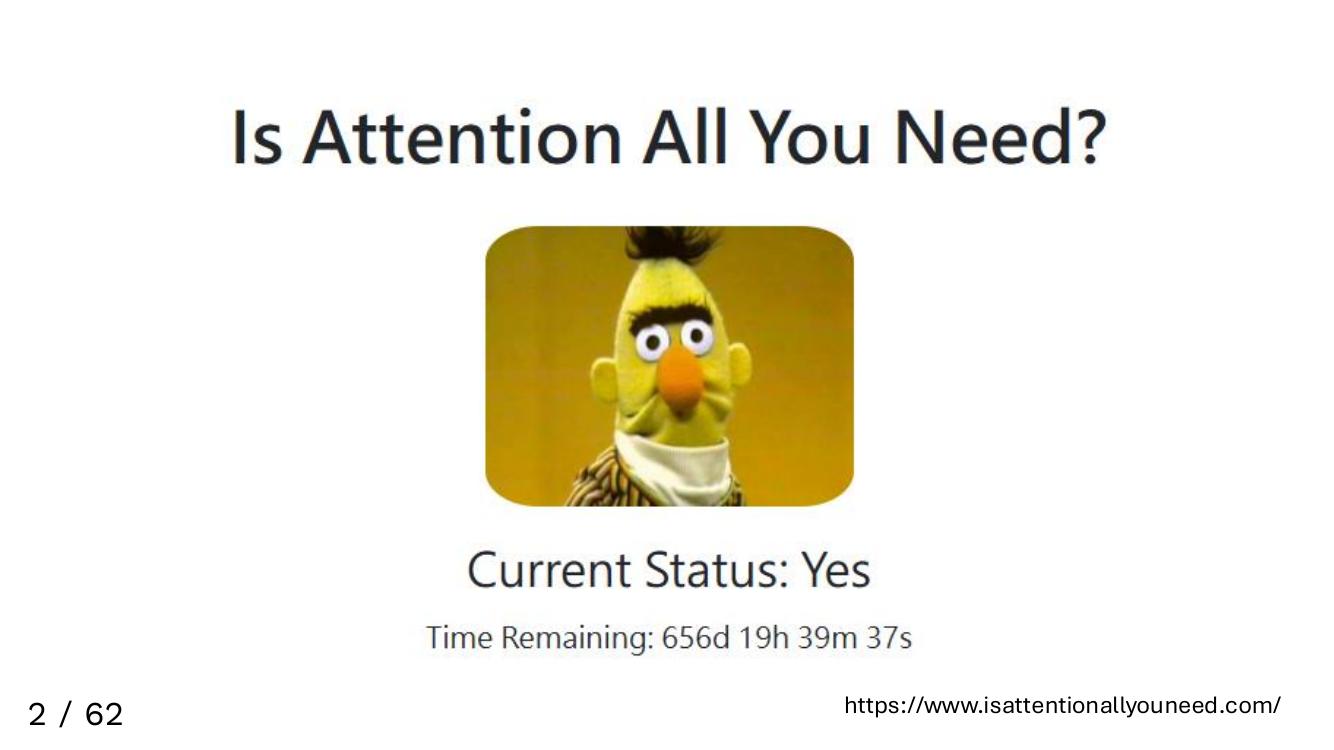 Is Attention All You Need?
Current Status: Yes
Time Remaining: 656d 19h 39m 37s
2 / 62
https://www.isattentionallyouneed.com/